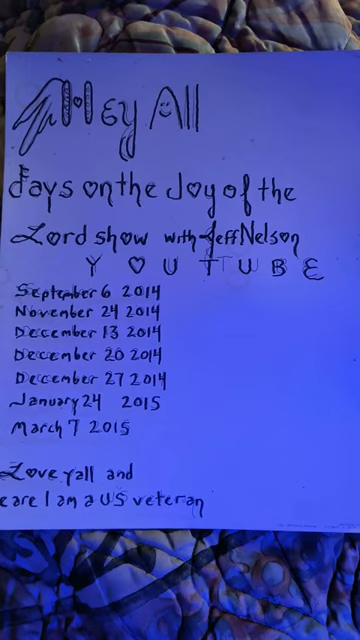 Hey All
days on the Joy of the
Lord show with Jeff Nelson
Y O U T U B E
September 6 2014
November 24 2014
December 13 2014
December 20 2014
December 27 2014
January 24 2015
March 7 2015
Love yall and
care I am a US veteran